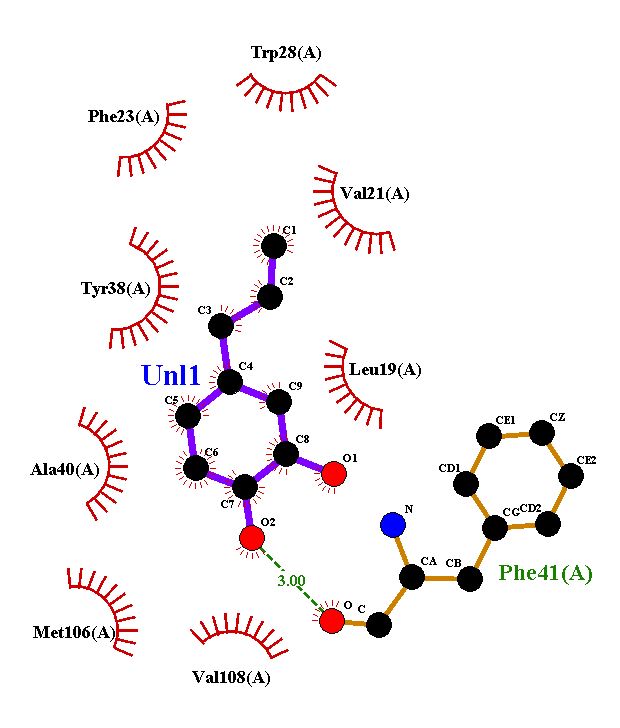 Trp28(A)
Phe23(A)
Val21(A)
C1
C2
Tyr38(A)
C3
C4
Leu19(A)
Unl1
C9
C5
CE1
CZ
C8
C6
O1
CE2
Ala40(A)
CD1
C7
N
O2
CG
CD2
CA
CB
Phe41(A)
3.00
O
C
Met106(A)
Val108(A)